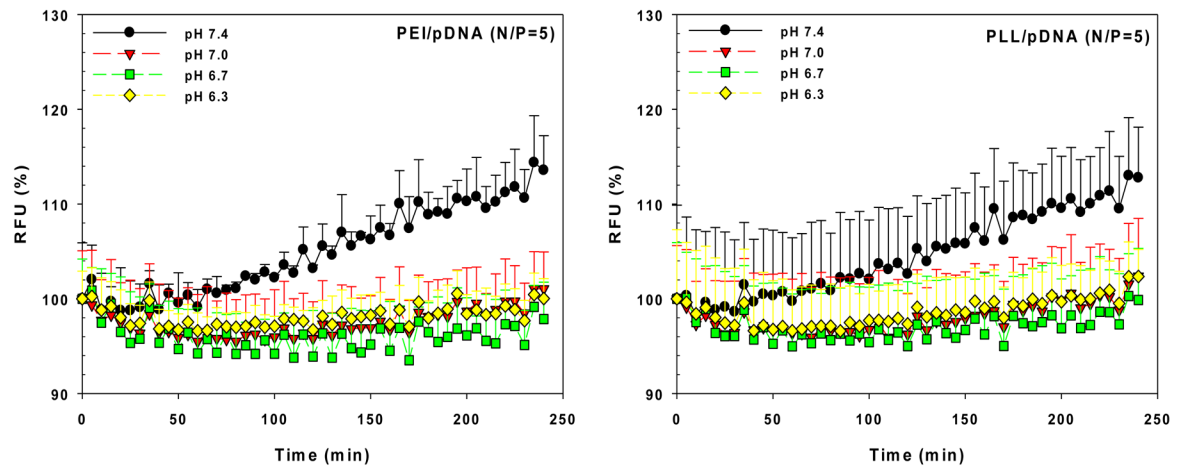 PEI/pDNA (N/P=5)
pH 7.4
pH 7.0
pH 6.7
pH 6.3
130
120
110
100
90
RFU (%)
0 50 100 150 200 250
Time (min)
PLL/pDNA (N/P=5)
pH 7.4
pH 7.0
pH 6.7
pH 6.3
130
120
110
100
90
RFU (%)
0 50 100 150 200 250
Time (min)